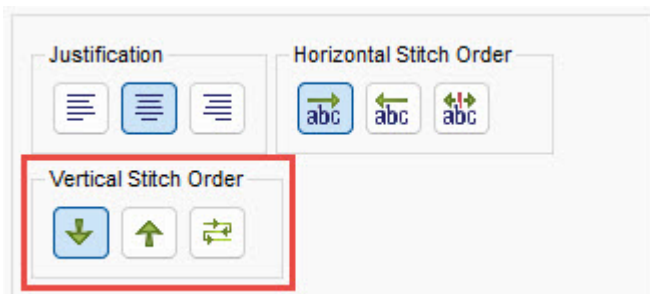 Justification
Horizontal Stitch Order
abc
abc
abc
Vertical Stitch Order